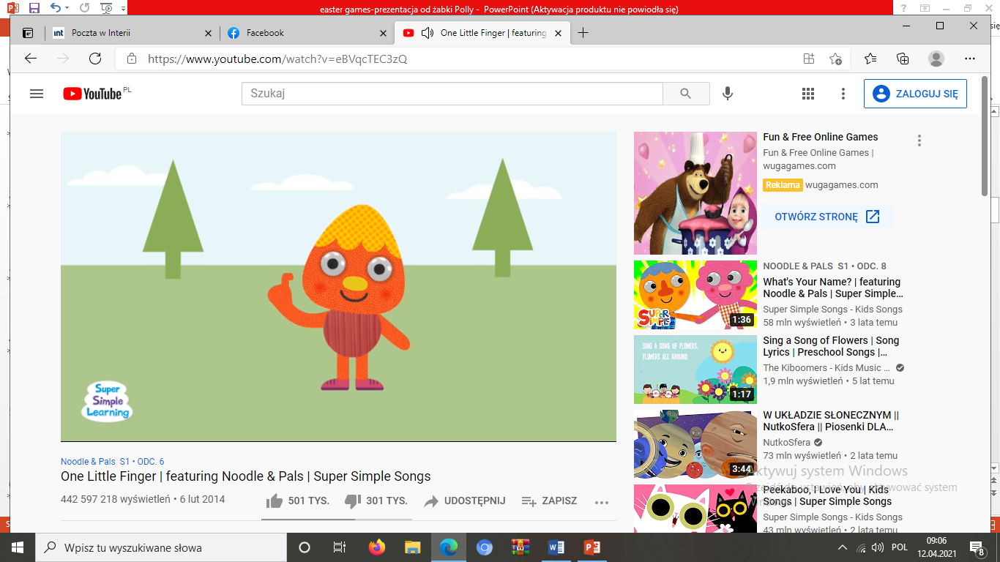 easter games-prezentacja od żabki Polly - PowerPoint (Aktywacja produktu nie powiodła się)
int Poczta w Interii
Facebook
One Little Finger | featuring
https://www.youtube.com/watch?v=eBVqcTEC3zQ
YouTube PL
Szukaj
ZALOGUJ SIĘ
Super
Simple
Learning
Noodle & Pals S1 • ODC. 6
One Little Finger | featuring Noodle & Pals | Super Simple Songs
442 597 218 wyświetleń • 6 lut 2014
501 TYS.
301 TYS.
UDOSTĘPNIJ
ZAPISZ
Fun & Free Online Games
Fun & Free Online Games |
wugagames.com
Reklama wugagames.com
OTWÓRZ STRONĘ
SUPER
SIMPLE
1:36
NOODLE & PALS S1 • ODC. 8
What's Your Name? | featuring
Noodle & Pals | Super Simple...
Super Simple Songs - Kids Songs
58 mln wyświetleń • 3 lata temu
SING A SONG OF FLOWERS,
FLOWERS ALL AROUND.
1:17
Sing a Song of Flowers | Song
Lyrics | Preschool Songs |...
The Kiboomers - Kids Music ...
1,9 mln wyświetleń • 5 lat temu
3:44
W UKŁADZIE SŁONECZNYM ||
NutkoSfera || Piosenki DLA...
NutkoSfera
73 mln wyświetleń • 2 lata temu
Aktywuj system Windows
Peekaboo, I Love You | Kids
Songs | Super Simple Songs
Super Simple Songs - Kids Songs
43 mln wyświetleń • 2 lata temu
Wpisz tu wyszukiwane słowa
POL
09:06
12.04.2021
8